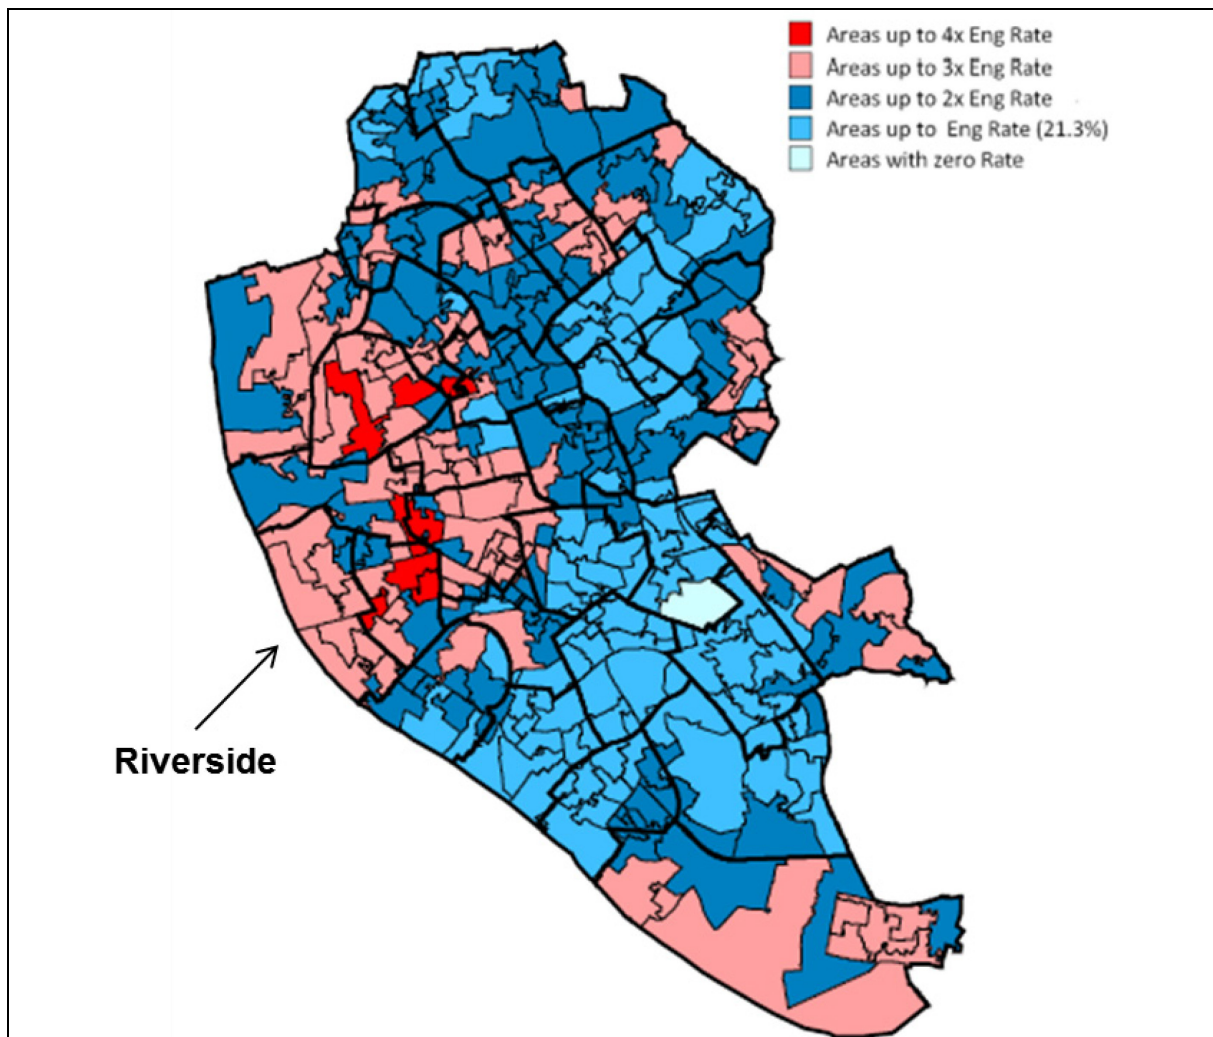 Areas up to 4x Eng Rate
Areas up to 3x Eng Rate
Areas up to 2x Eng Rate
Areas up to Eng Rate (21.3%)
Areas with zero Rate
Riverside